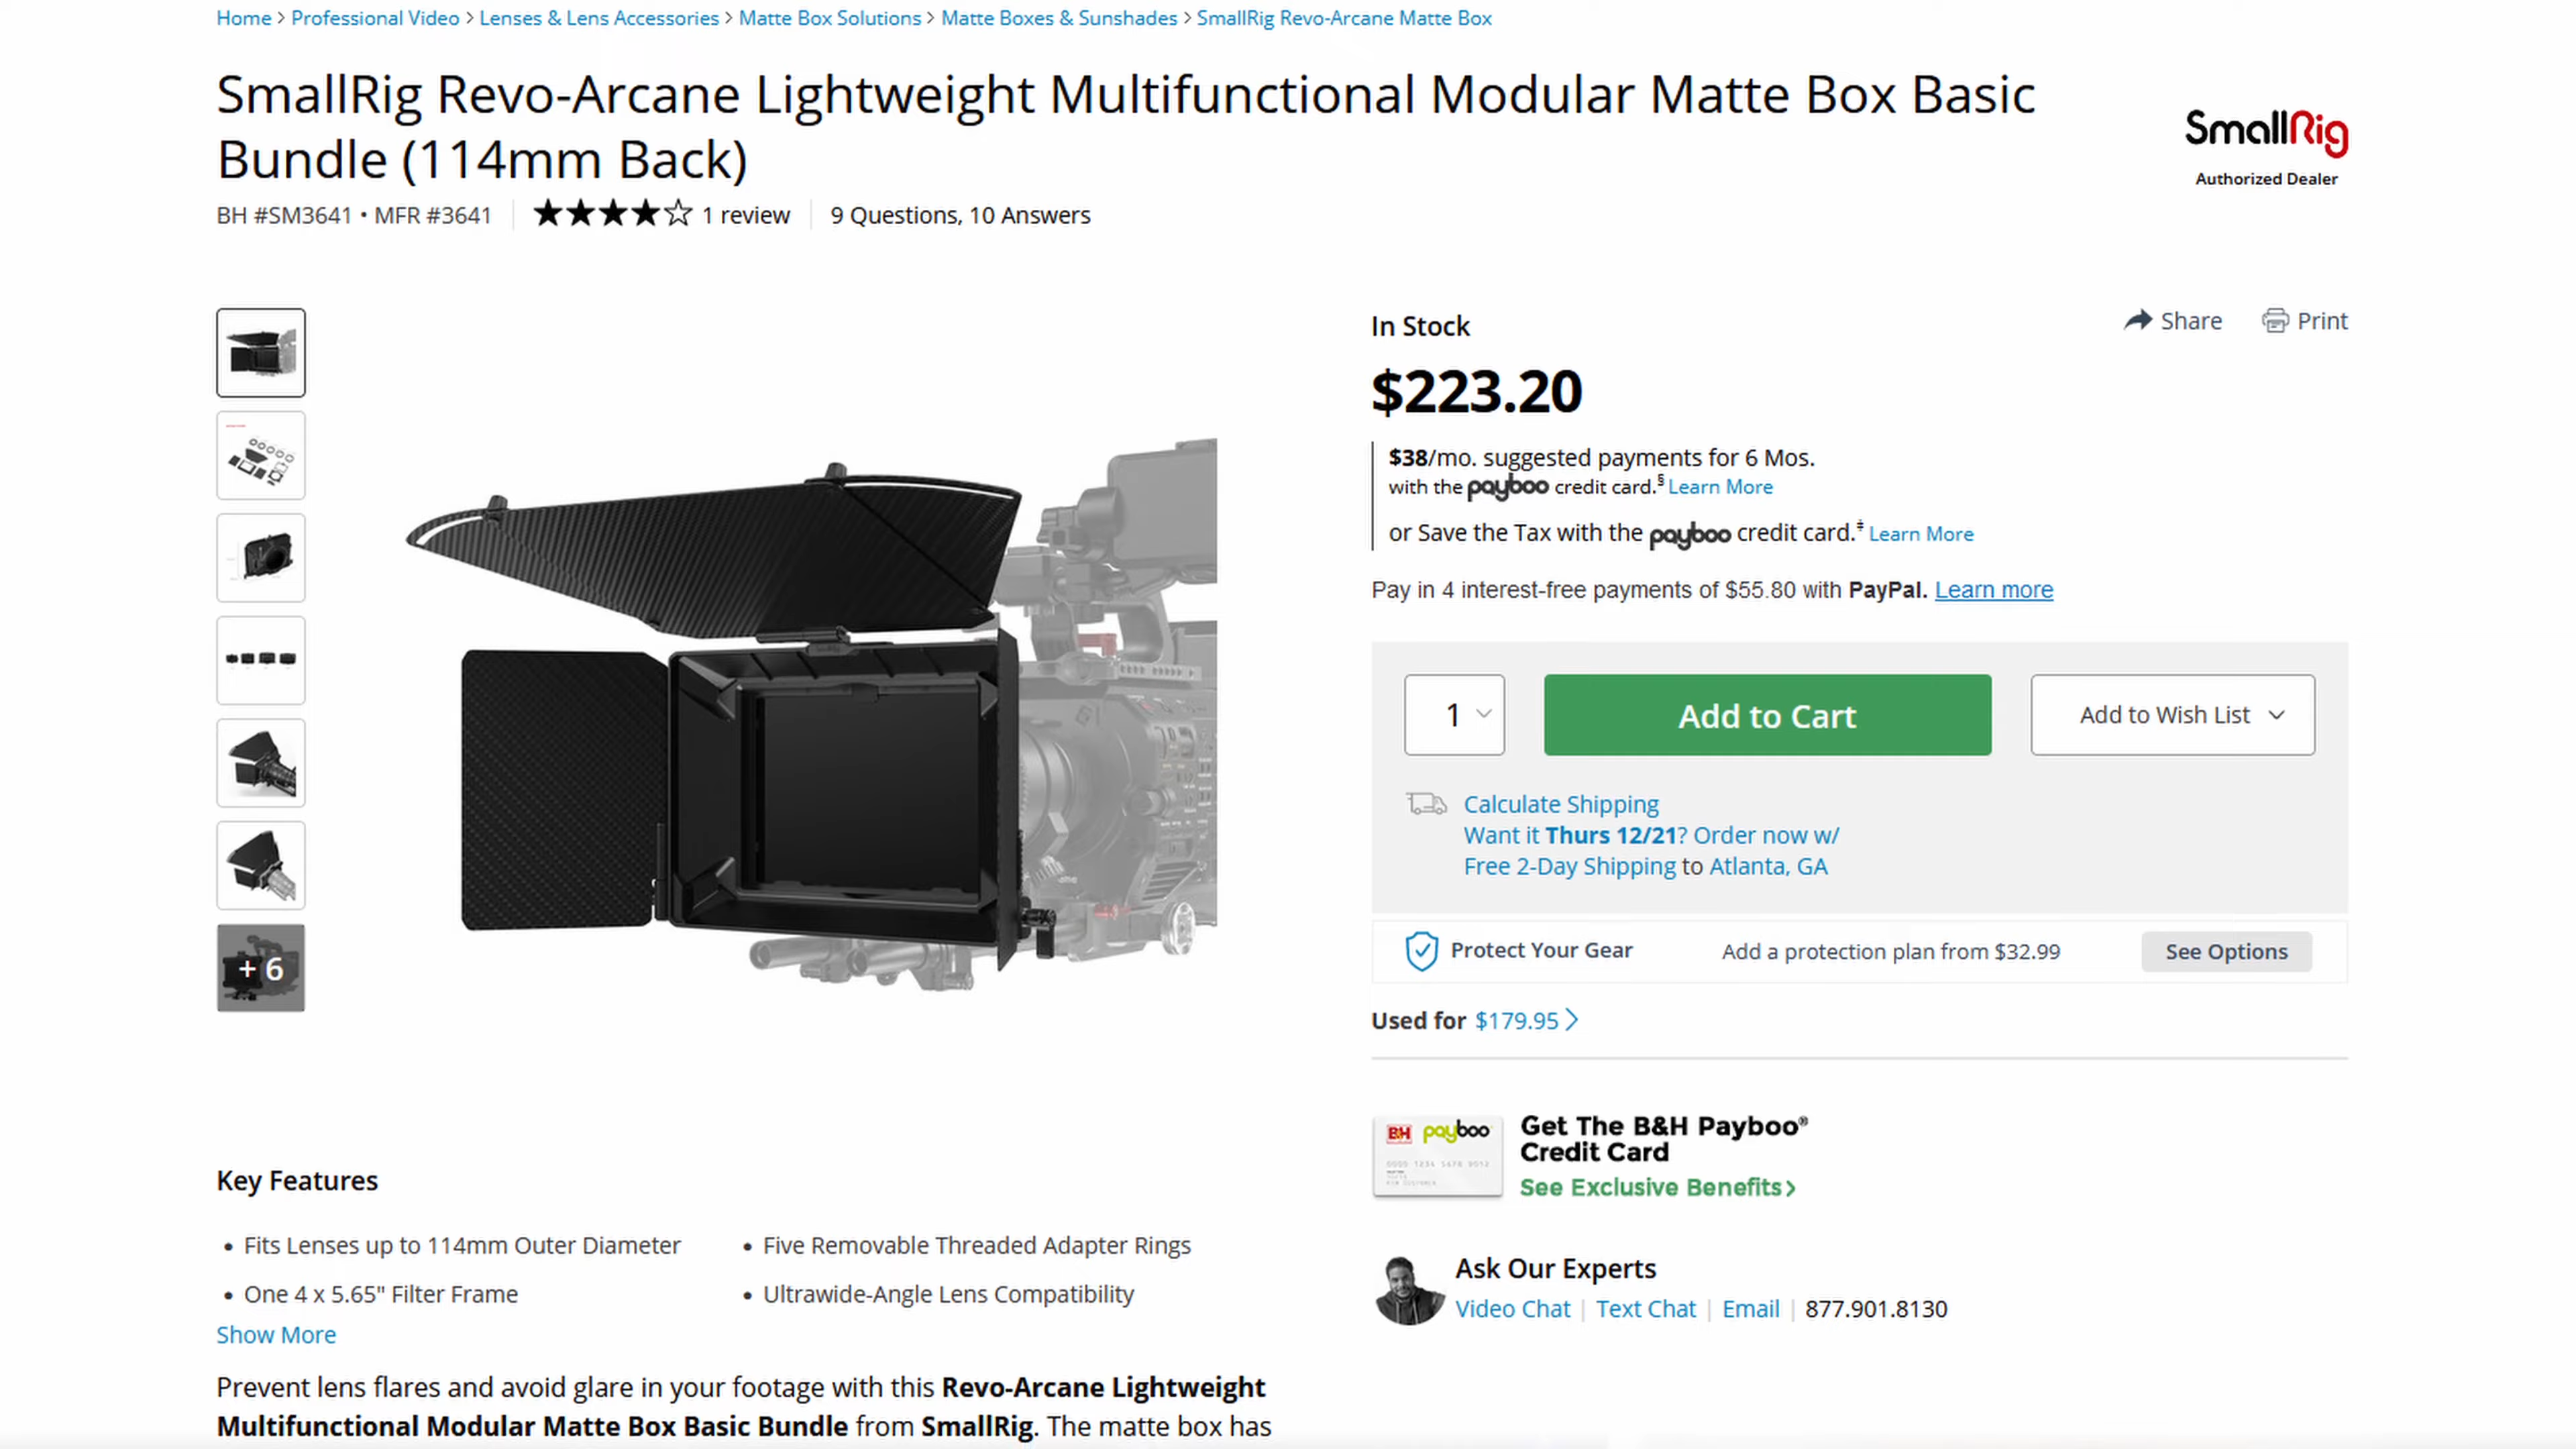 Home > Professional Video > Lenses & Lens Accessories > Matte Box Solutions > Matte Boxes & Sunshades > SmallRig Revo-Arcane Matte Box
SmallRig Revo-Arcane Lightweight Multifunctional Modular Matte Box Basic
Bundle (114mm Back)
SmallRig
Authorized Dealer
BH #SM3641 • MFR #3641
1 review
9 Questions, 10 Answers
In Stock
Share
Print
$223.20
$38/mo. suggested payments for 6 Mos.
with the payboo credit card.§ Learn More
or Save the Tax with the payboo credit card.‡ Learn More
Pay in 4 interest-free payments of $55.80 with PayPal. Learn more
1
Add to Cart
Add to Wish List
Calculate Shipping
Want it Thurs 12/21? Order now w/
Free 2-Day Shipping to Atlanta, GA
+ 6
Protect Your Gear
Add a protection plan from $32.99
See Options
Used for $179.95 >
B&H payboo
Get The B&H Payboo®
Credit Card
See Exclusive Benefits >
Key Features
• Fits Lenses up to 114mm Outer Diameter
• Five Removable Threaded Adapter Rings
• One 4 x 5.65" Filter Frame
• Ultrawide-Angle Lens Compatibility
Show More
Ask Our Experts
Video Chat | Text Chat | Email | 877.901.8130
Prevent lens flares and avoid glare in your footage with this Revo-Arcane Lightweight
Multifunctional Modular Matte Box Basic Bundle from SmallRig. The matte box has